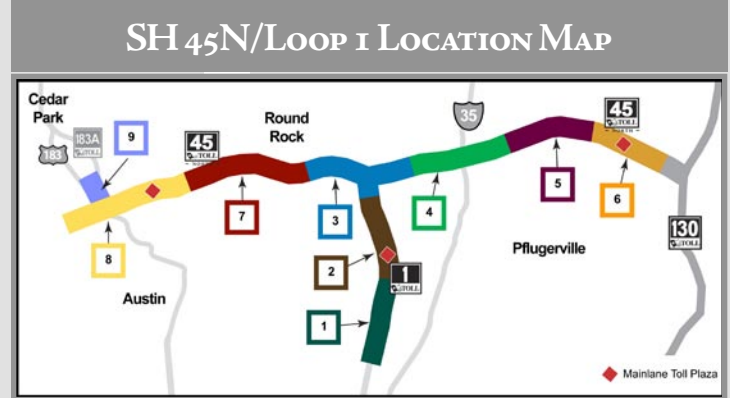 SH 45N/Loop 1 Location Map
Cedar
Park
183A
TOLL
183
9
45
TOLL
Round
Rock
35
45
TOLL
NORTH
7
3
4
5
6
8
2
1
TOLL
Pflugerville
130
TOLL
Austin
1
Mainlane Toll Plaza